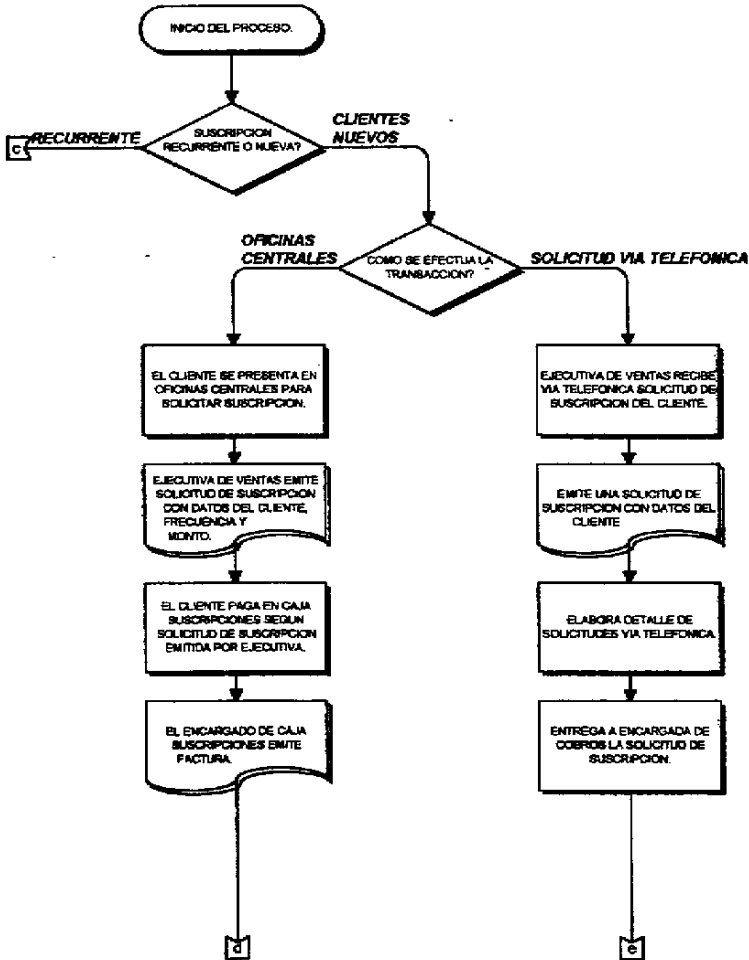 INICIO DEL PROCESO.
SUSCRIPCION
RECURRENTE O NUEVA?
RECURRENTE
c
CLIENTES
NUEVOS
COMO SE EFECTUA LA
TRANSACCION?
OFICINAS
CENTRALES
SOLICITUD VIA TELEFONICA
EL CLIENTE SE PRESENTA EN
OFICINAS CENTRALES PARA
SOLICITAR SUSCRIPCION.
EJECUTIVA DE VENTAS EMITE
SOLICITUD DE SUSCRIPCION
CON DATOS DEL CLIENTE,
FRECUENCIA Y
MONTO.
EL CLIENTE PAGA EN CAJA
SUSCRIPCIONES SEGUN
SOLICITUD DE SUSCRIPCION
EMITIDA POR EJECUTIVA.
EL ENCARGADO DE CAJA
SUSCRIPCIONES EMITE
FACTURA.
d
EJECUTIVA DE VENTAS RECIBE
VIA TELEFONICA SOLICITUD DE
SUSCRIPCION DEL CLIENTE.
EMITE UNA SOLICITUD DE
SUSCRIPCION CON DATOS DEL
CLIENTE
ELABORA DETALLE DE
SOLICITUDES VIA TELEFONICA.
ENTREGA A ENCARGADA DE
COBROS LA SOLICITUD DE
SUSCRIPCION.
e